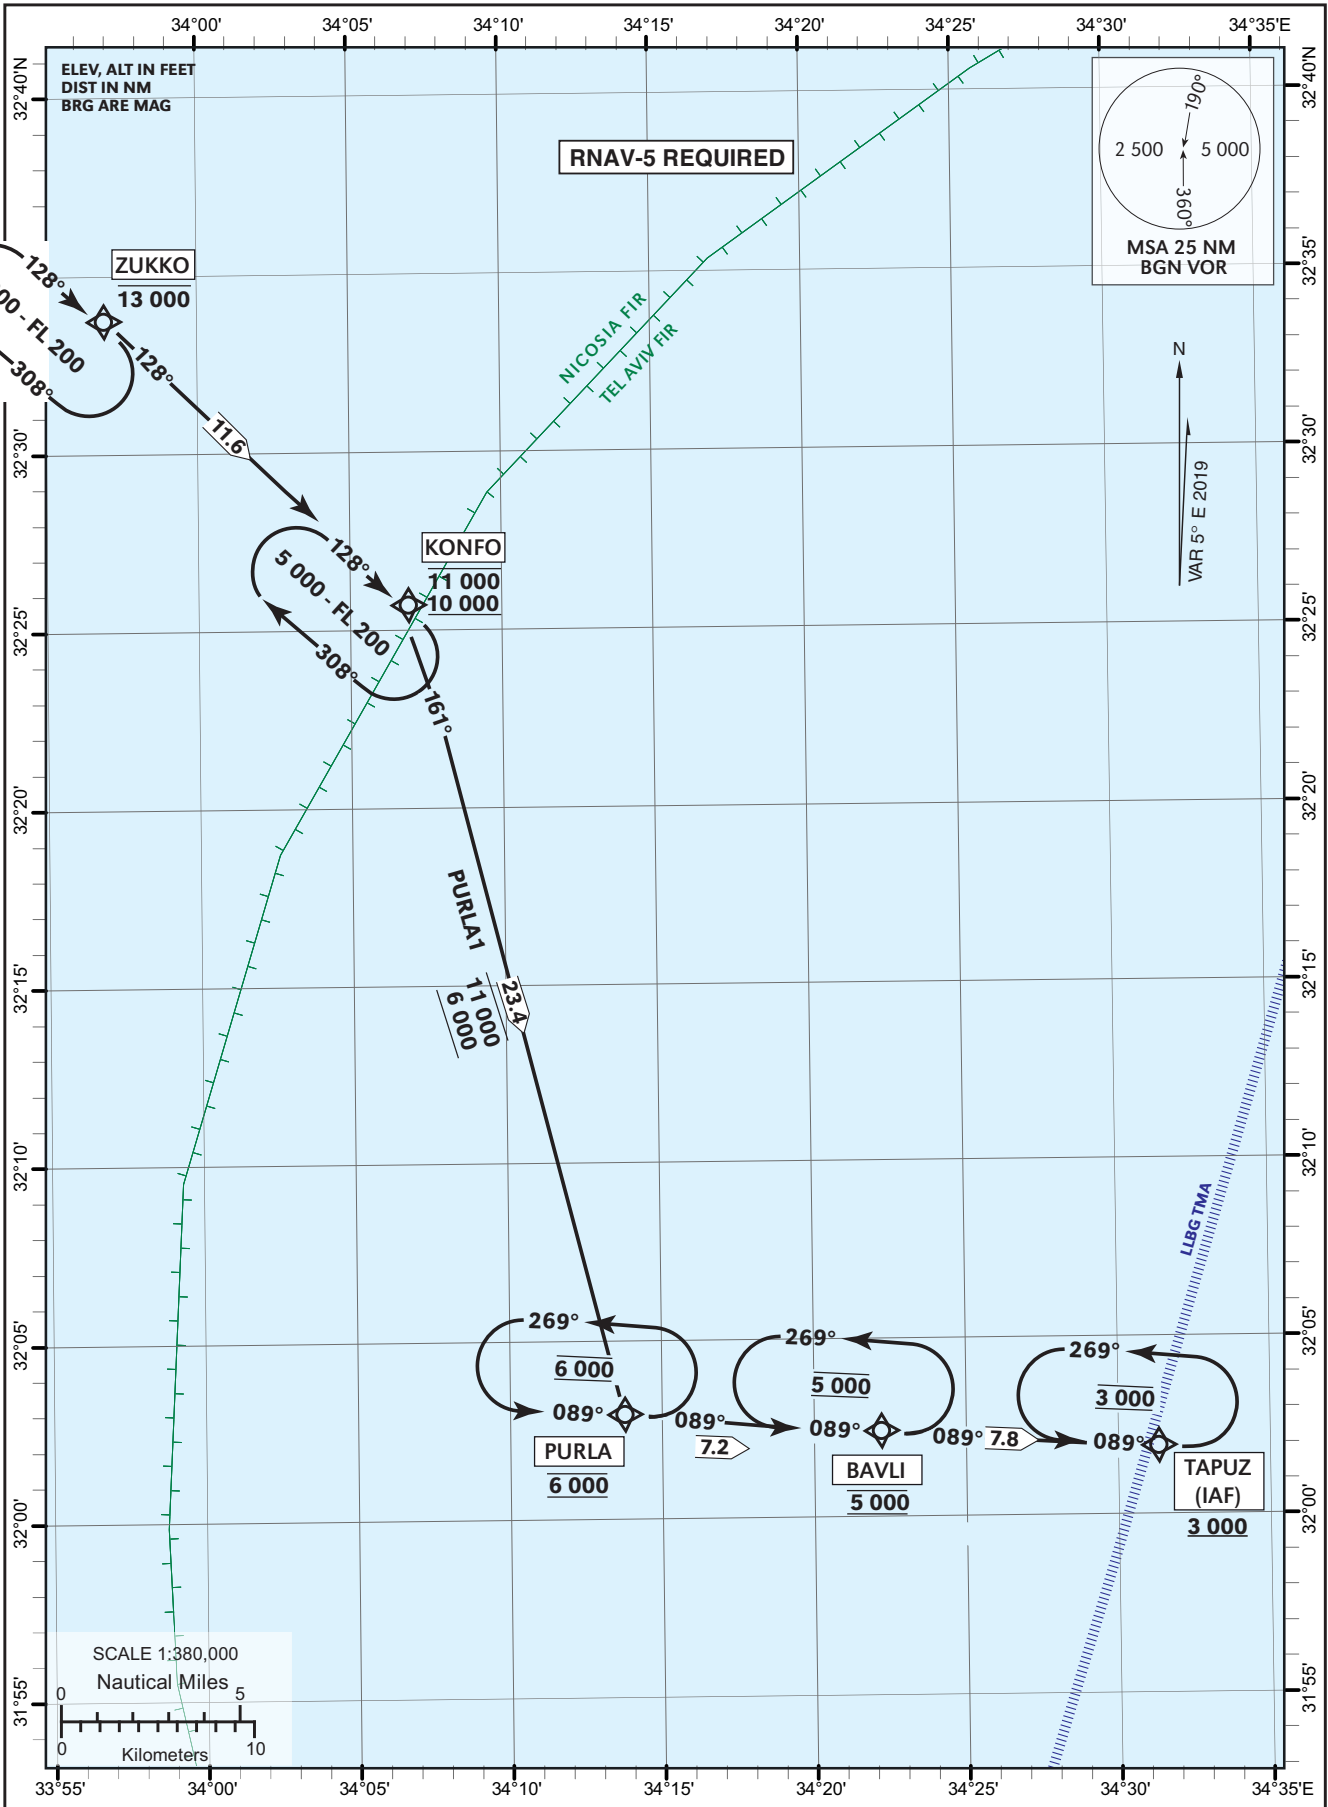 34°00' 34°05' 34°10' 34°15' 34°20' 34°25' 34°30' 34°35'E
ELEV, ALT IN FEET
DIST IN NM
BRG ARE MAG
32°40'N
32°40'N
RNAV-5 REQUIRED
190°
2 500 5 000
360°
MSA 25 NM
BGN VOR
32°35'
ZUKKO
13 000
128°
00 - FL 200
308°
128°
11.6
NICOSIA FIR
TEL AVIV FIR
N
VAR 5° E 2019
32°30'
32°30'
KONFO
11 000
10 000
128°
5 000 - FL 200
308°
161°
32°25'
32°25'
32°20'
32°20'
PURLA1
11 000
6 000
23.4
32°15'
32°15'
32°10'
32°10'
LLBG TMA
32°05'
32°05'
269°
6 000
089°
PURLA
6 000
089°
7.2
269°
5 000
089°
BAVLI
5 000
089° 7.8
269°
3 000
089°
TAPUZ
(IAF)
3 000
32°00'
32°00'
31°55'
31°55'
SCALE 1:380,000
Nautical Miles
0 5
0 10
Kilometers
33°55' 34°00' 34°05' 34°10' 34°15' 34°20' 34°25' 34°30' 34°35'E